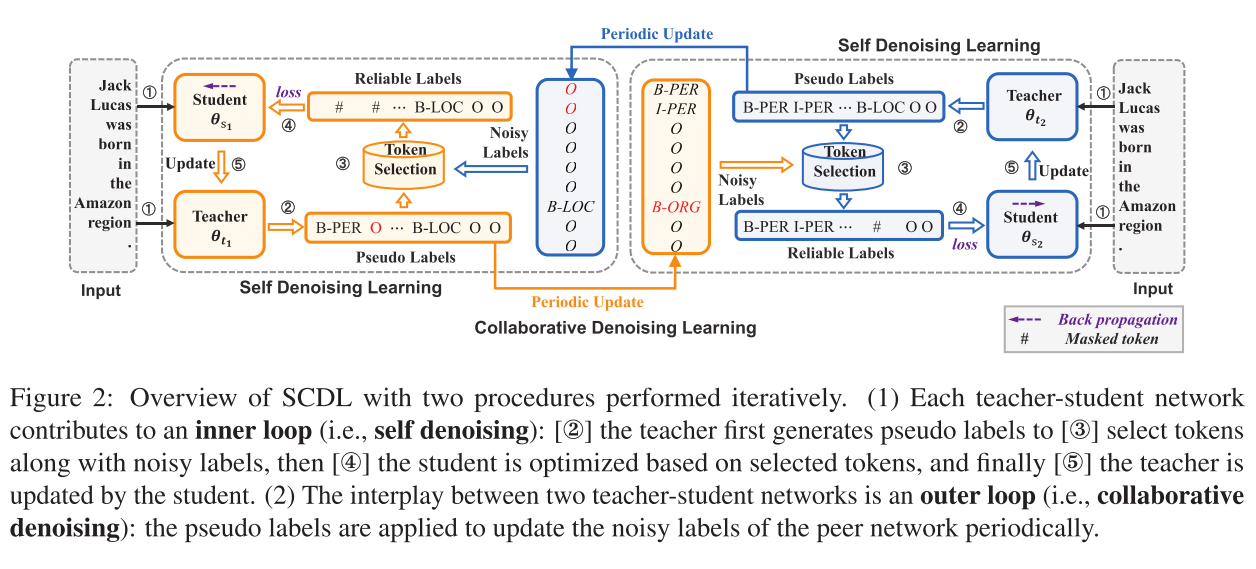 Periodic Update
Self Denoising Learning
Jack
Lucas
was
born
in
the
Amazon
region
.
Input
①
①
Student
θs1
Update
⑤
Teacher
θt1
loss
④
②
Reliable Labels
# # ··· B-LOC O O
③
Token
Selection
B-PER O ··· B-LOC O O
Pseudo Labels
Noisy
Labels
O
O
O
O
O
O
B-LOC
O
O
Self Denoising Learning
Periodic Update
Collaborative Denoising Learning
B-PER
I-PER
O
O
O
O
B-ORG
O
O
Noisy
Labels
Pseudo Labels
B-PER I-PER ··· B-LOC O O
Token
Selection
③
B-PER I-PER ··· # O O
Reliable Labels
②
④
loss
Teacher
θt2
⑤
Update
Student
θs2
①
①
Jack
Lucas
was
born
in
the
Amazon
region
.
Input
Back propagation
# Masked token
Figure 2: Overview of SCDL with two procedures performed iteratively. (1) Each teacher-student network
contributes to an inner loop (i.e., self denoising): [②] the teacher first generates pseudo labels to [③] select tokens
along with noisy labels, then [④] the student is optimized based on selected tokens, and finally [⑤] the teacher is
updated by the student. (2) The interplay between two teacher-student networks is an outer loop (i.e., collaborative
denoising): the pseudo labels are applied to update the noisy labels of the peer network periodically.